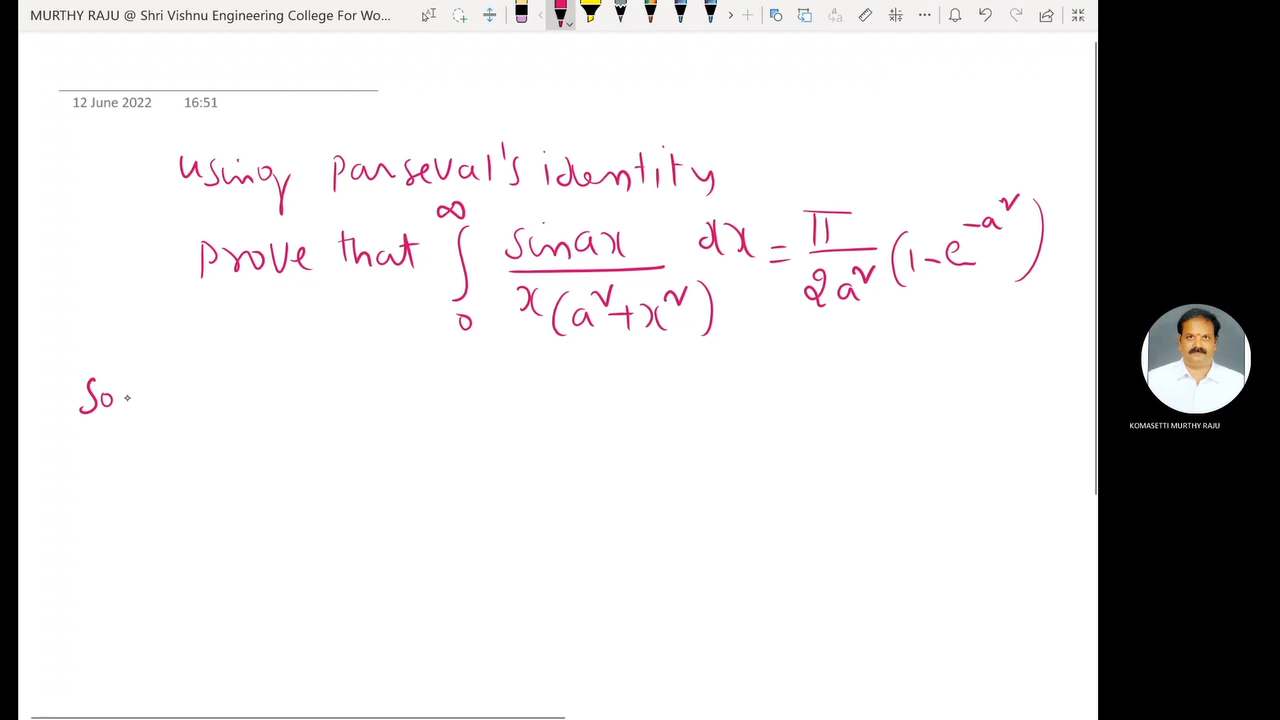 MURTHY RAJU @ Shri Vishnu Engineering College For Wo...
12 June 2022 16:51
using parseval's identity
prove that ∫₀^∞ sinax / x(a²+x²) dx = π / 2a² (1-e^{-a²})
So
KOMASETTI MURTHY RAJU